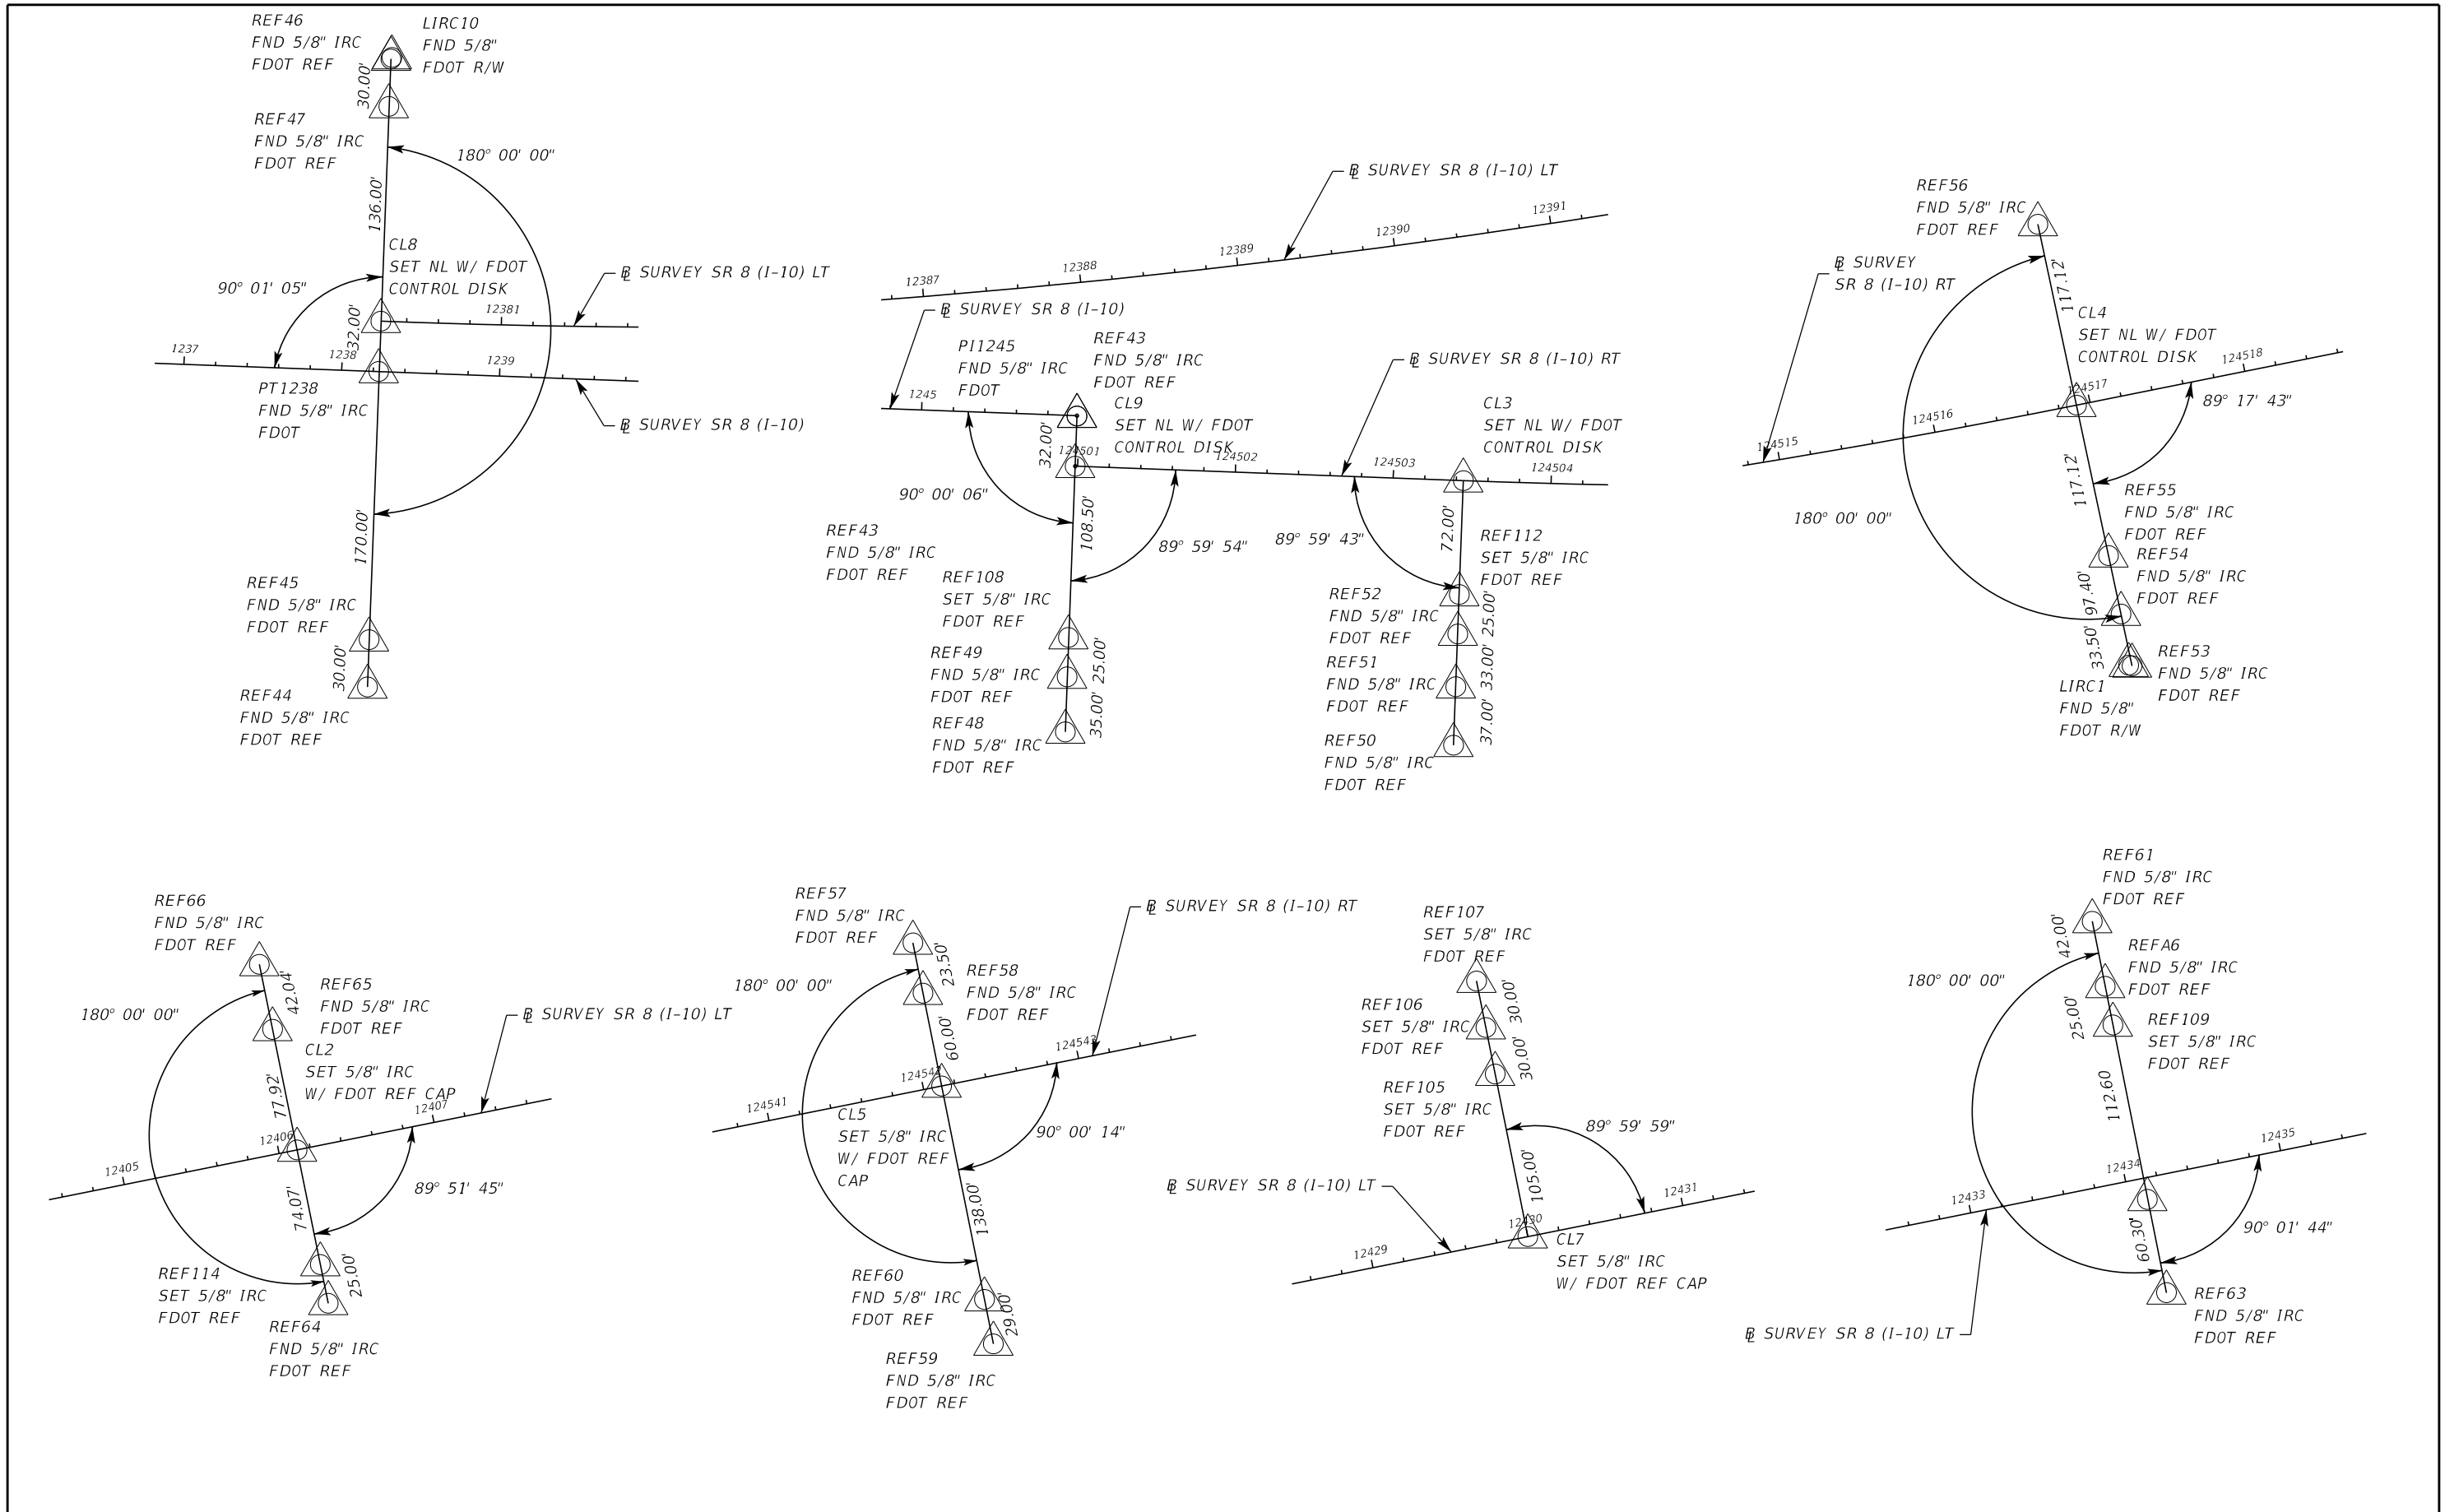 REF46
FND 5/8" IRC
FDOT REF
LIRC10
FND 5/8"
FDOT R/W
30.00'
REF47
FND 5/8" IRC
FDOT REF
180° 00' 00"
136.00'
CL8
SET NL W/ FDOT
CONTROL DISK
90° 01' 05"
32.00'
12381
℄ SURVEY SR 8 (I-10) LT
1237
1238
1239
PT1238
FND 5/8" IRC
FDOT
℄ SURVEY SR 8 (I-10)
170.00'
REF45
FND 5/8" IRC
FDOT REF
30.00'
REF44
FND 5/8" IRC
FDOT REF
℄ SURVEY SR 8 (I-10) LT
12387
12388
12389
12390
12391
℄ SURVEY SR 8 (I-10)
PI1245
FND 5/8" IRC
FDOT
REF43
FND 5/8" IRC
FDOT REF
1245
CL9
SET NL W/ FDOT
CONTROL DISK
32.00'
124501
124502
124503
124504
℄ SURVEY SR 8 (I-10) RT
CL3
SET NL W/ FDOT
CONTROL DISK
90° 00' 06"
108.50'
89° 59' 54"
89° 59' 43"
72.00'
REF43
FND 5/8" IRC
FDOT REF
REF108
SET 5/8" IRC
FDOT REF
25.00'
REF49
FND 5/8" IRC
FDOT REF
35.00'
REF48
FND 5/8" IRC
FDOT REF
REF112
SET 5/8" IRC
FDOT REF
REF52
FND 5/8" IRC
FDOT REF
25.00'
REF51
FND 5/8" IRC
FDOT REF
33.00'
37.00'
REF50
FND 5/8" IRC
FDOT REF
REF56
FND 5/8" IRC
FDOT REF
℄ SURVEY
SR 8 (I-10) RT
117.12'
CL4
SET NL W/ FDOT
CONTROL DISK
124515
124516
124517
124518
89° 17' 43"
117.12'
180° 00' 00"
REF55
FND 5/8" IRC
FDOT REF
REF54
FND 5/8" IRC
FDOT REF
97.40'
33.50'
REF53
FND 5/8" IRC
FDOT REF
LIRC1
FND 5/8"
FDOT R/W
REF66
FND 5/8" IRC
FDOT REF
42.04'
REF65
FND 5/8" IRC
FDOT REF
180° 00' 00"
CL2
SET 5/8" IRC
W/ FDOT REF CAP
77.92'
℄ SURVEY SR 8 (I-10) LT
12405
12406
12407
74.07'
89° 51' 45"
REF114
SET 5/8" IRC
FDOT REF
25.00'
REF64
FND 5/8" IRC
FDOT REF
REF57
FND 5/8" IRC
FDOT REF
23.50'
REF58
FND 5/8" IRC
FDOT REF
180° 00' 00"
℄ SURVEY SR 8 (I-10) RT
60.00'
124541
124542
124543
CL5
SET 5/8" IRC
W/ FDOT REF
CAP
90° 00' 14"
138.00'
REF60
FND 5/8" IRC
FDOT REF
29.00'
REF59
FND 5/8" IRC
FDOT REF
REF107
SET 5/8" IRC
FDOT REF
30.00'
REF106
SET 5/8" IRC
FDOT REF
30.00'
REF105
SET 5/8" IRC
FDOT REF
89° 59' 59"
105.00'
℄ SURVEY SR 8 (I-10) LT
12429
12430
12431
CL7
SET 5/8" IRC
W/ FDOT REF CAP
REF61
FND 5/8" IRC
FDOT REF
42.00'
REFA6
FND 5/8" IRC
FDOT REF
180° 00' 00"
25.00'
REF109
SET 5/8" IRC
FDOT REF
112.60
12433
12434
12435
60.30'
90° 01' 44"
REF63
FND 5/8" IRC
FDOT REF
℄ SURVEY SR 8 (I-10) LT